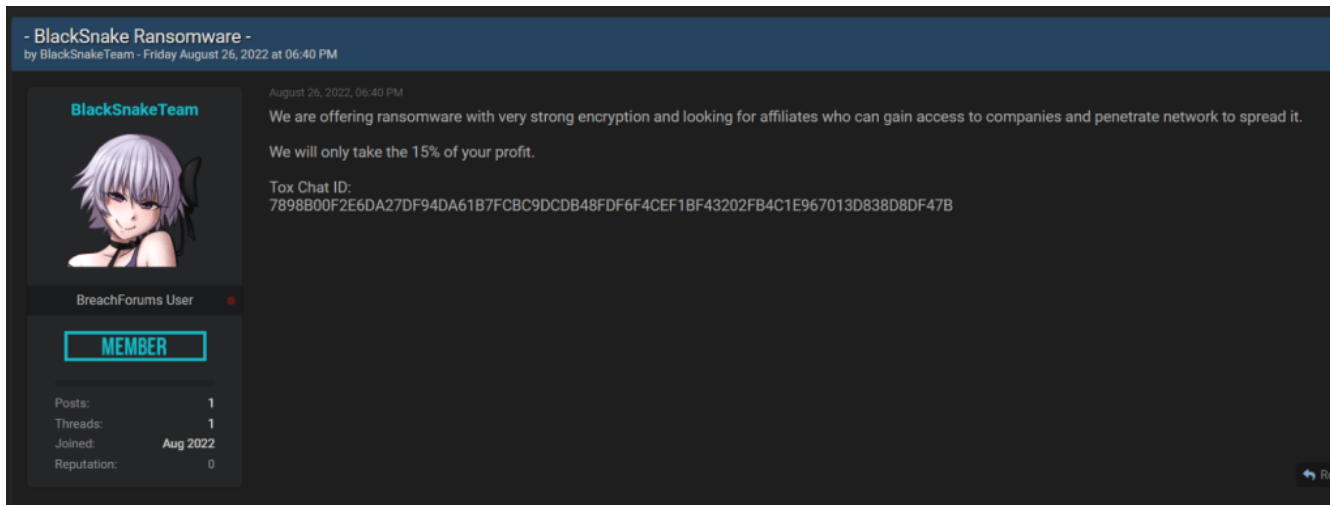 - BlackSnake Ransomware -
by BlackSnakeTeam - Friday August 26, 2022 at 06:40 PM
BlackSnakeTeam
BreachForums User
MEMBER
Posts: 1
Threads: 1
Joined: Aug 2022
Reputation: 0
August 26, 2022, 06:40 PM
We are offering ransomware with very strong encryption and looking for affiliates who can gain access to companies and penetrate network to spread it.
We will only take the 15% of your profit.
Tox Chat ID:
7898B00F2E6DA27DF94DA61B7FCBC9DCDB48FDF6F4CEF1BF43202FB4C1E967013D838D8DF47B